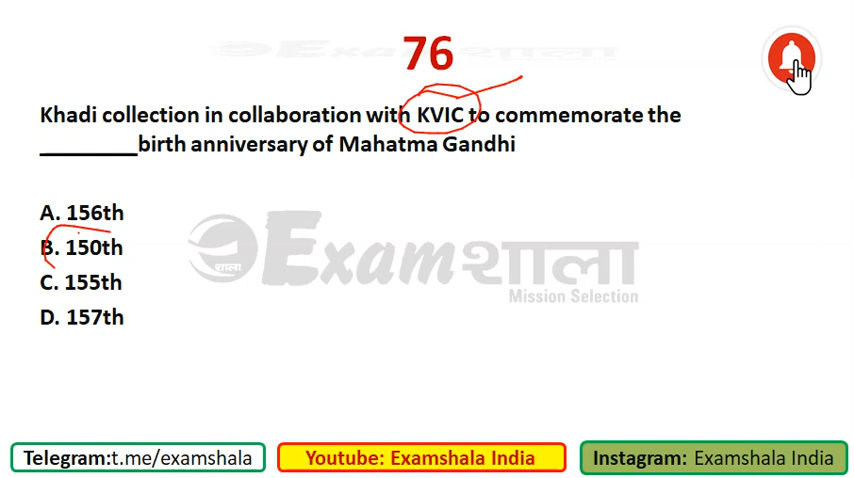 76
Khadi collection in collaboration with KVIC to commemorate the
________birth anniversary of Mahatma Gandhi
A. 156th
B. 150th
C. 155th
D. 157th
शाला
Examशाला
Mission Selection
Telegram:t.me/examshala
Youtube: Examshala India
Instagram: Examshala India